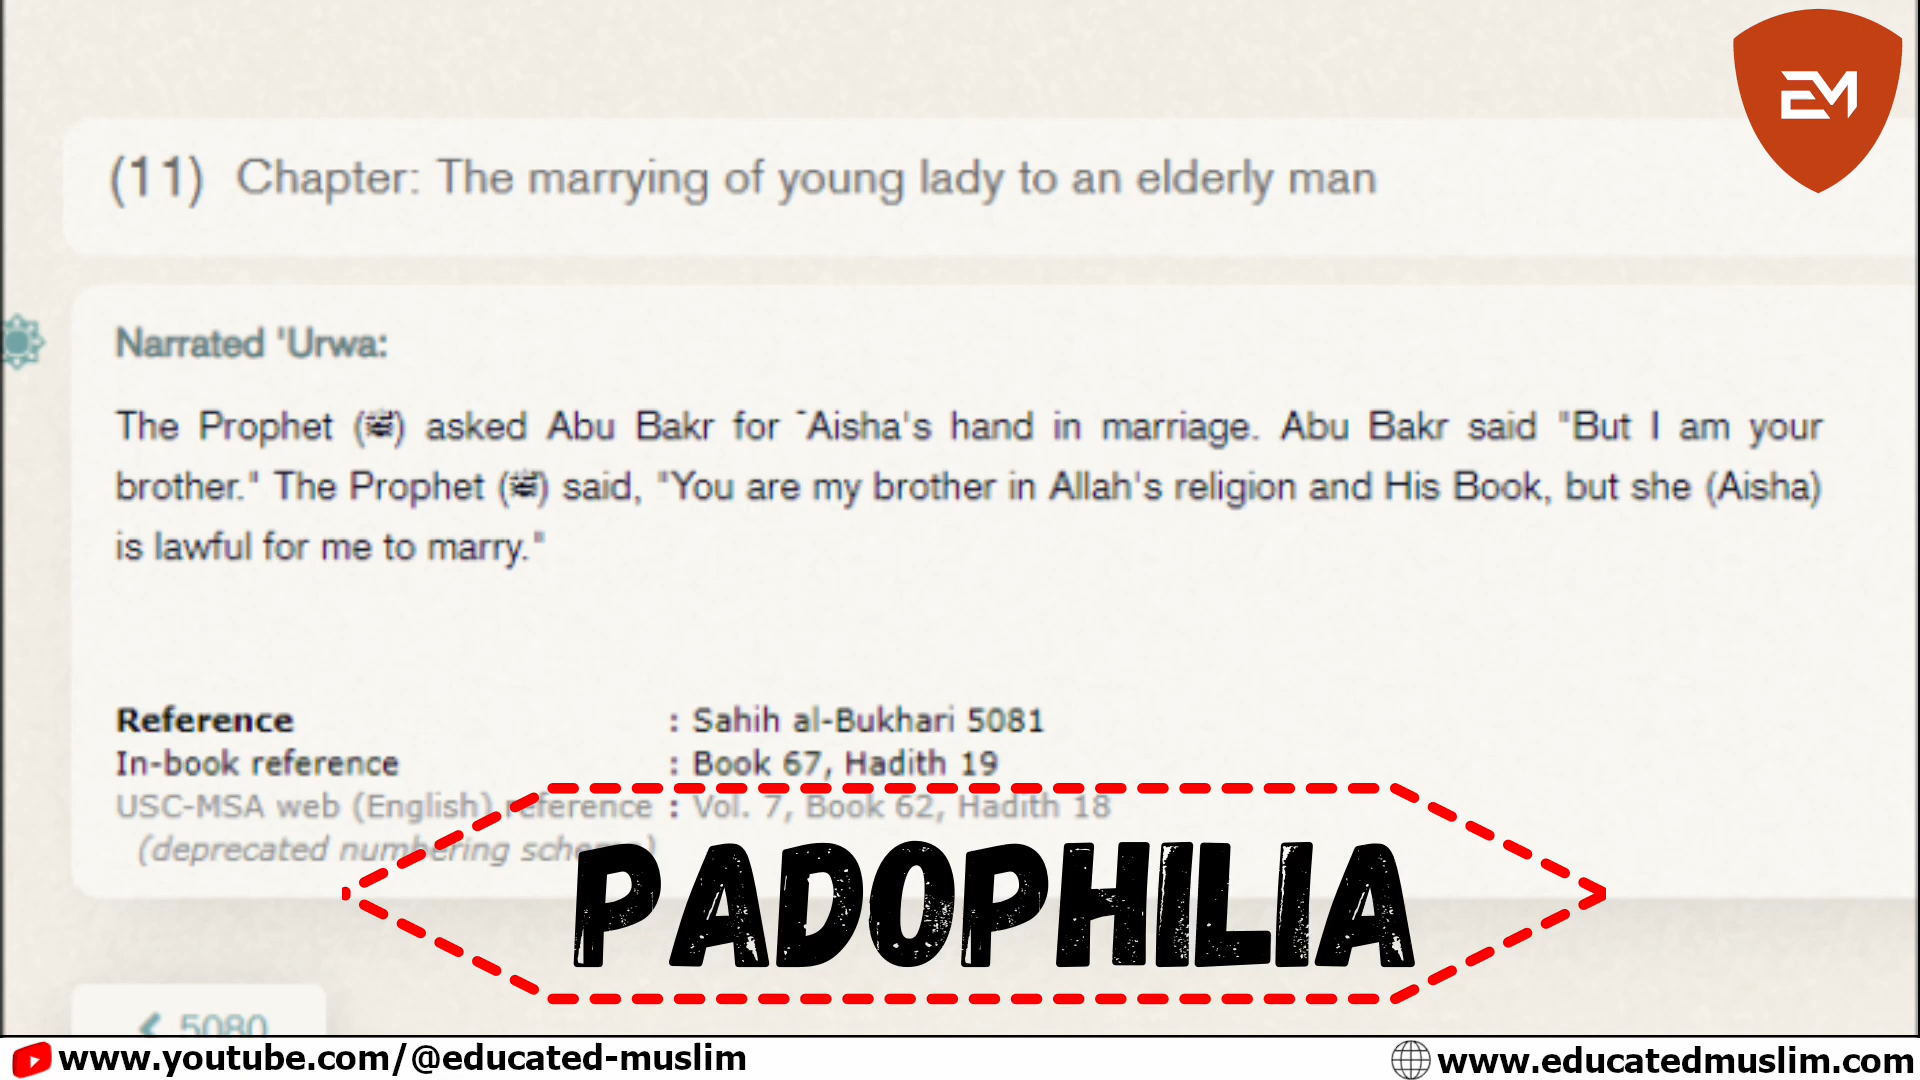 EM
(11) Chapter: The marrying of young lady to an elderly man
Narrated 'Urwa:
The Prophet (ﷺ) asked Abu Bakr for `Aisha's hand in marriage. Abu Bakr said "But I am your
brother." The Prophet (ﷺ) said, "You are my brother in Allah's religion and His Book, but she (Aisha)
is lawful for me to marry."
Reference : Sahih al-Bukhari 5081
In-book reference : Book 67, Hadith 19
USC-MSA web (English) reference : Vol. 7, Book 62, Hadith 18
(deprecated numbering scheme)
PADOPHILIA
5080
www.youtube.com/@educated-muslim www.educatedmuslim.com